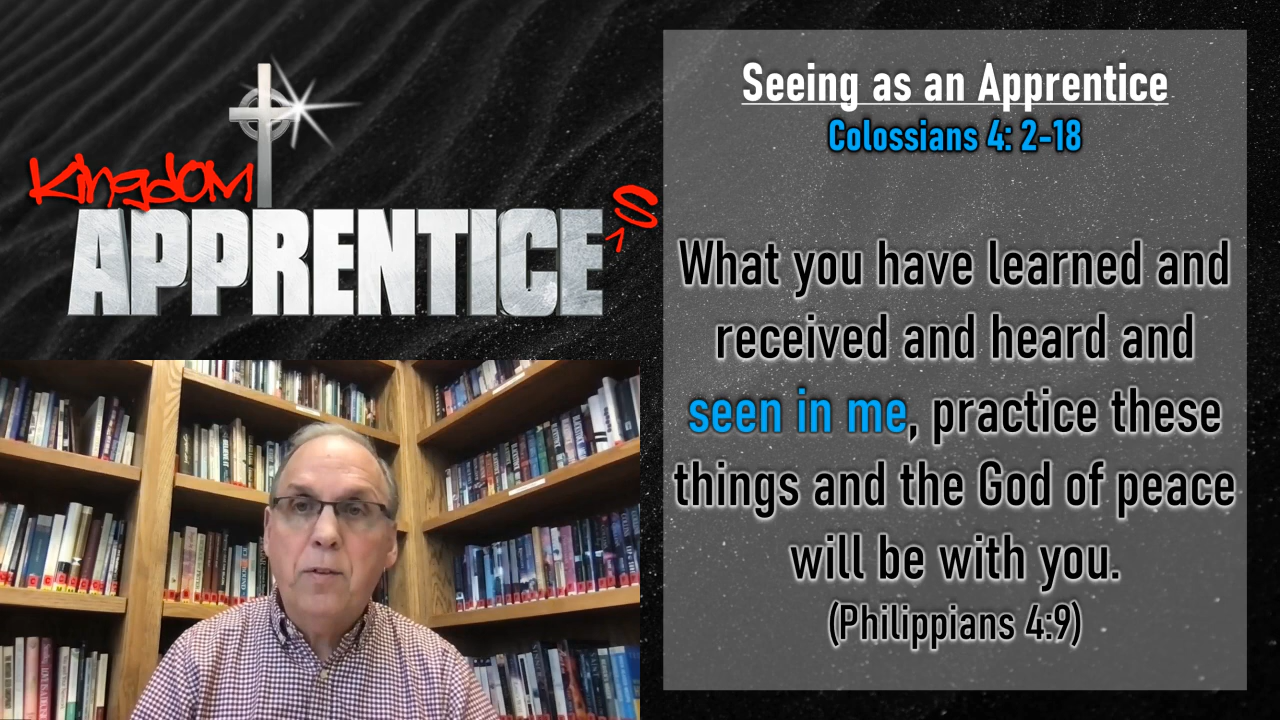 Kingdom
APPRENTICE
^
S
Seeing as an Apprentice
Colossians 4: 2-18
What you have learned and
received and heard and
seen in me, practice these
things and the God of peace
will be with you.
(Philippians 4:9)